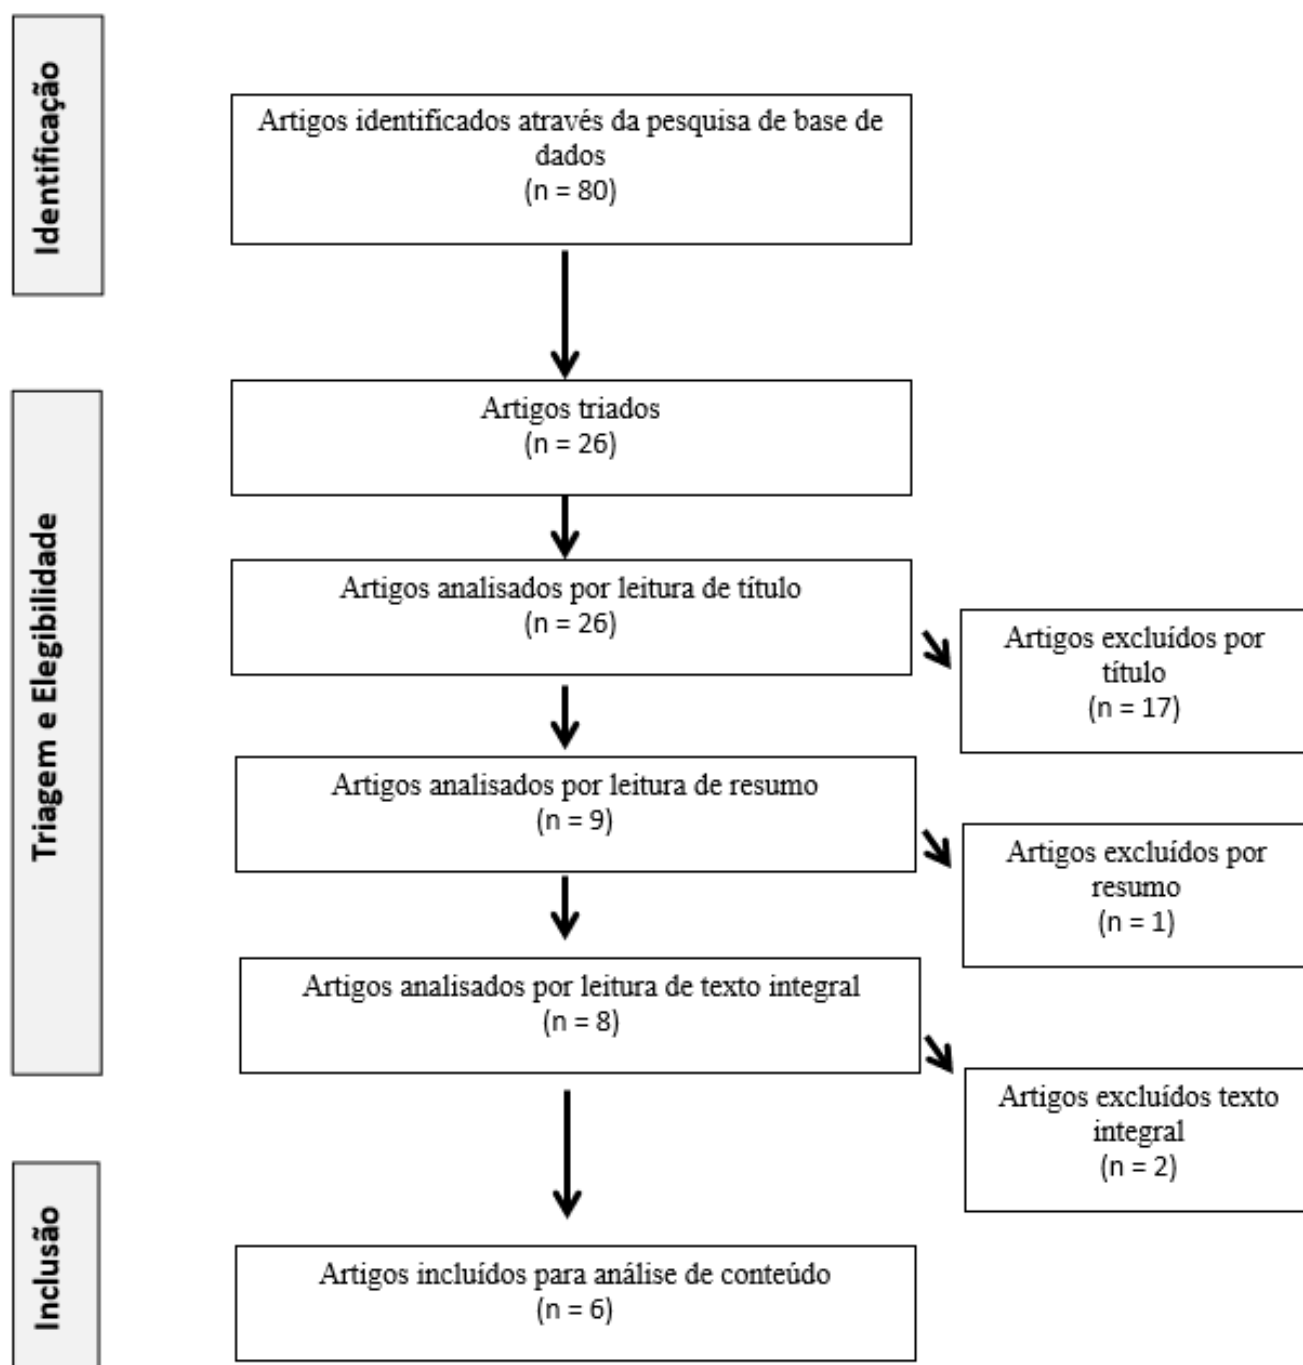 Identificação
Artigos identificados através da pesquisa de base de
dados
(n = 80)
Triagem e Elegibilidade
Artigos triados
(n = 26)
Artigos analisados por leitura de título
(n = 26)
Artigos excluídos por
título
(n = 17)
Artigos analisados por leitura de resumo
(n = 9)
Artigos excluídos por
resumo
(n = 1)
Artigos analisados por leitura de texto integral
(n = 8)
Artigos excluídos texto
integral
(n = 2)
Inclusão
Artigos incluídos para análise de conteúdo
(n = 6)